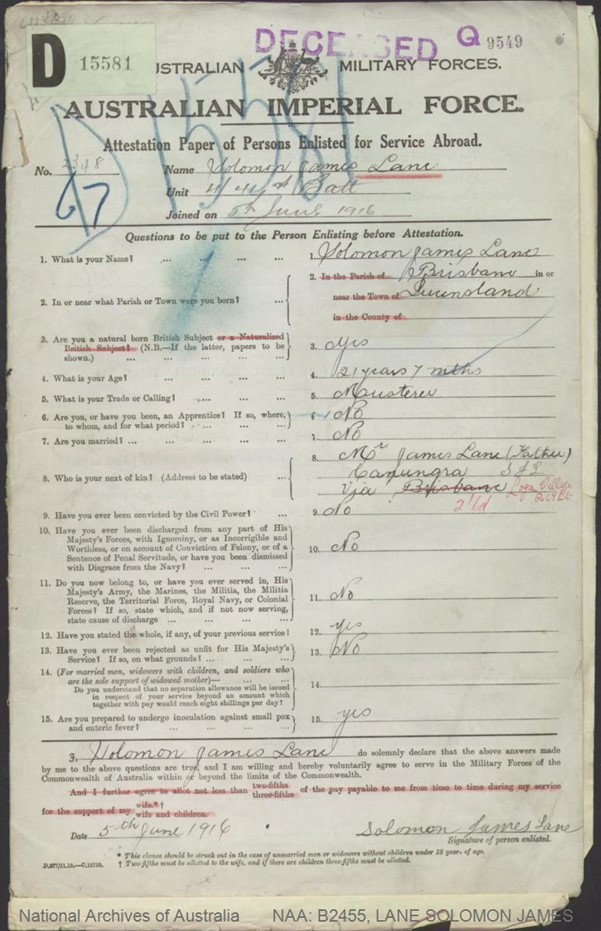 DECEASED Q 9549
D 15581
AUSTRALIAN MILITARY FORCES.
AUSTRALIAN IMPERIAL FORCE.
Attestation Paper of Persons Enlisted for Service Abroad.
No. 2348 Name Solomon James Lane
67 Unit 41st Batt
Joined on 5th June 1916
Questions to be put to the Person Enlisting before Attestation.
1. What is your Name? ... ... ... ... 1. Solomon James Lane
2. In or near what Parish or Town were you born? ... 2. In the Parish of Brisbane in or
near the Town of Queensland
in the County of
3. Are you a natural born British Subject or a Naturalised
British Subject? (N.B.—If the latter, papers to be
shown.) ... ... ... ... 3. Yes
4. What is your Age? ... ... ... ... 4. 21 years 7 mths
5. What is your Trade or Calling? ... ... ... 5. Musterer
6. Are you, or have you been, an Apprentice? If so, where,
to whom, and for what period? ... ... ... 6. No
7. Are you married? ... ... ... ... 7. No
8. Who is your next of kin? (Address to be stated) ... 8. Mr James Lane (Father)
Canungra
via Brisbane
9. Have you ever been convicted by the Civil Power? ... 9. No
10. Have you ever been discharged from any part of His
Majesty's Forces, with Ignominy, or as Incorrigible and
Worthless, or on account of Conviction of Felony, or of a
Sentence of Penal Servitude, or have you been dismissed
with Disgrace from the Navy? ... ... ... 10. No
11. Do you now belong to, or have you ever served in, His
Majesty's Army, the Marines, the Militia, the Militia
Reserve, the Territorial Force, Royal Navy, or Colonial
Forces? If so, state which, and if not now serving,
state cause of discharge ... ... ... ... 11. No
12. Have you stated the whole, if any, of your previous service? 12. yes
13. Have you ever been rejected as unfit for His Majesty's
Service? If so, on what grounds? ... ... ... 13. No
14. (For married men, widowers with children, and soldiers who
are the sole support of widowed mother)—
Do you understand that no separation allowance will be issued
in respect of your service beyond an amount which
together with pay would reach eight shillings per day? 14.
15. Are you prepared to undergo inoculation against small pox
and enteric fever? ... ... ... ... 15. yes
I, Solomon James Lane do solemnly declare that the above answers made
by me to the above questions are true, and I am willing and hereby voluntarily agree to serve in the Military Forces of the
Commonwealth of Australia within or beyond the limits of the Commonwealth.
And I further agree to allot not less than two-fifths three-fifths of the pay payable to me from time to time during my service
for the support of my wife.*† wife and children.
Date 5th June 1916 Solomon James Lane
Signature of person enlisted.
* This clause should be struck out in the case of unmarried men or widowers without children under 18 years of age.
† Two-fifths must be allotted to the wife, and if there are children three-fifths must be allotted.
National Archives of Australia NAA: B2455, LANE SOLOMON JAMES